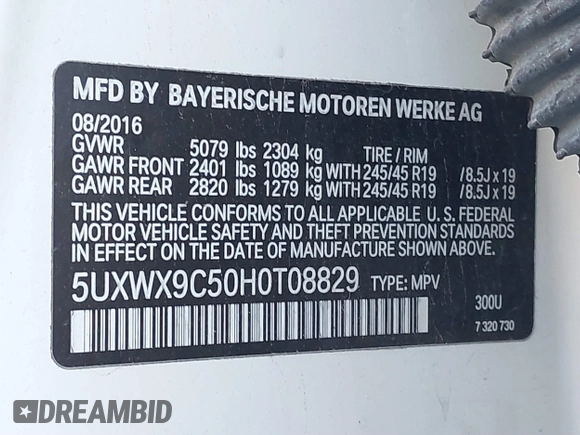 MFD BY BAYERISCHE MOTOREN WERKE AG
08/2016
GVWR 5079 lbs 2304 kg TIRE / RIM
GAWR FRONT 2401 lbs 1089 kg WITH 245/45 R19 /8.5J x 19
GAWR REAR 2820 lbs 1279 kg WITH 245/45 R19 /8.5J x 19
THIS VEHICLE CONFORMS TO ALL APPLICABLE U. S. FEDERAL
MOTOR VEHICLE SAFETY AND THEFT PREVENTION STANDARDS
IN EFFECT ON THE DATE OF MANUFACTURE SHOWN ABOVE.
5UXWX9C50H0T08829 TYPE: MPV
300U
7 320 730
DREAMBID